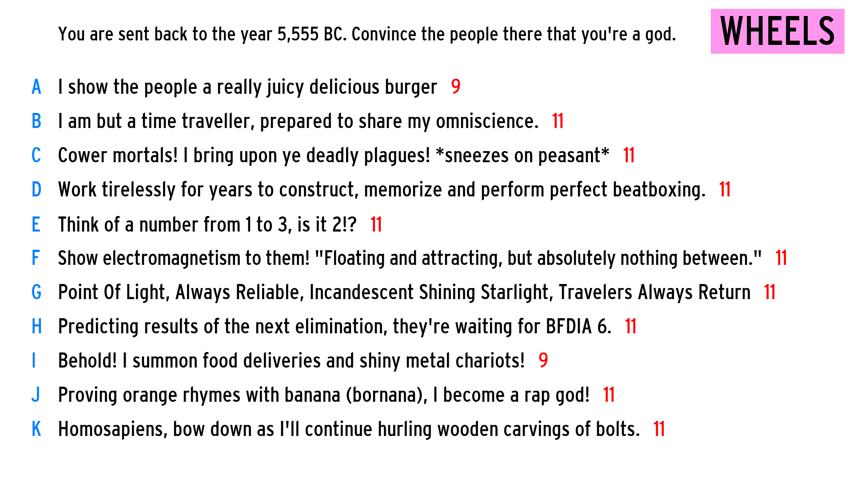 You are sent back to the year 5,555 BC. Convince the people there that you're a god.
WHEELS
A I show the people a really juicy delicious burger 9
B I am but a time traveller, prepared to share my omniscience. 11
C Cower mortals! I bring upon ye deadly plagues! *sneezes on peasant* 11
D Work tirelessly for years to construct, memorize and perform perfect beatboxing. 11
E Think of a number from 1 to 3, is it 2!? 11
F Show electromagnetism to them! "Floating and attracting, but absolutely nothing between." 11
G Point Of Light, Always Reliable, Incandescent Shining Starlight, Travelers Always Return 11
H Predicting results of the next elimination, they're waiting for BFDIA 6. 11
I Behold! I summon food deliveries and shiny metal chariots! 9
J Proving orange rhymes with banana (bornana), I become a rap god! 11
K Homosapiens, bow down as I'll continue hurling wooden carvings of bolts. 11